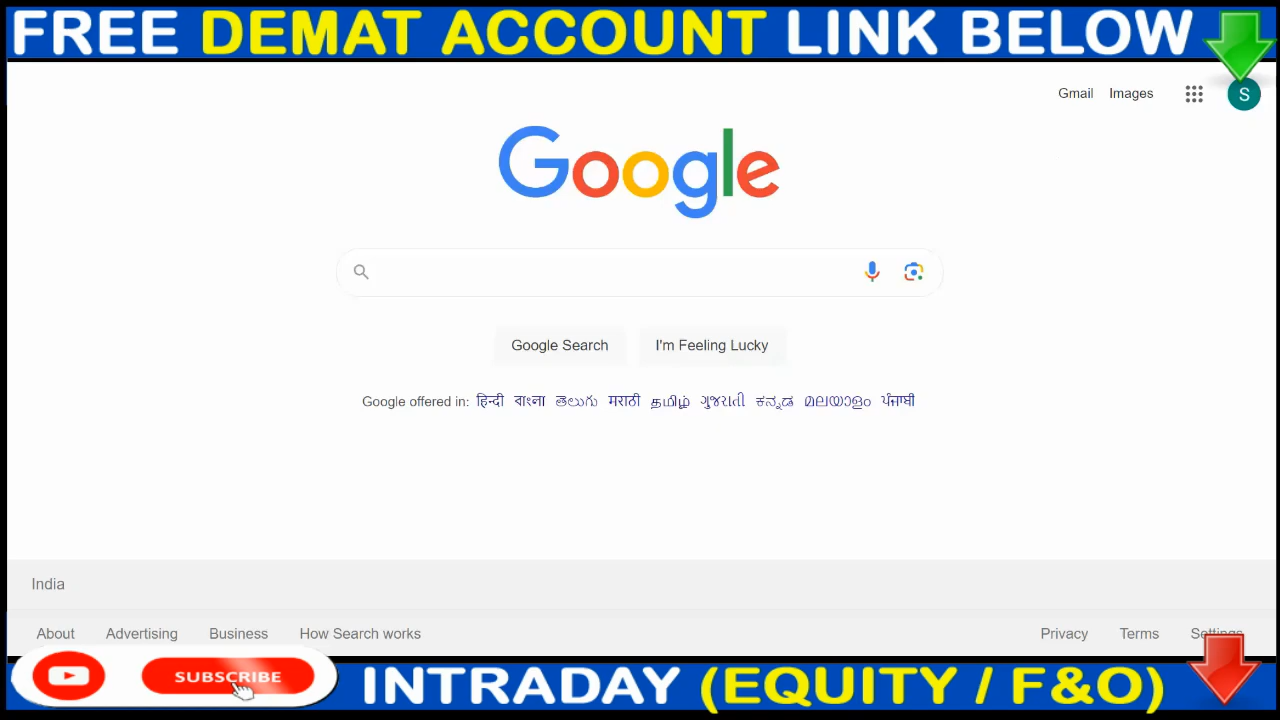 FREE DEMAT ACCOUNT LINK BELOW
Gmail Images S
Google
Google Search I'm Feeling Lucky
Google offered in: हिन्दी বাংলা తెలుగు मराठी தமிழ் ગુજરાતી ಕನ್ನಡ മലയാളം ਪੰਜਾਬੀ
India
About Advertising Business How Search works Privacy Terms Settings
SUBSCRIBE INTRADAY (EQUITY / F&O)